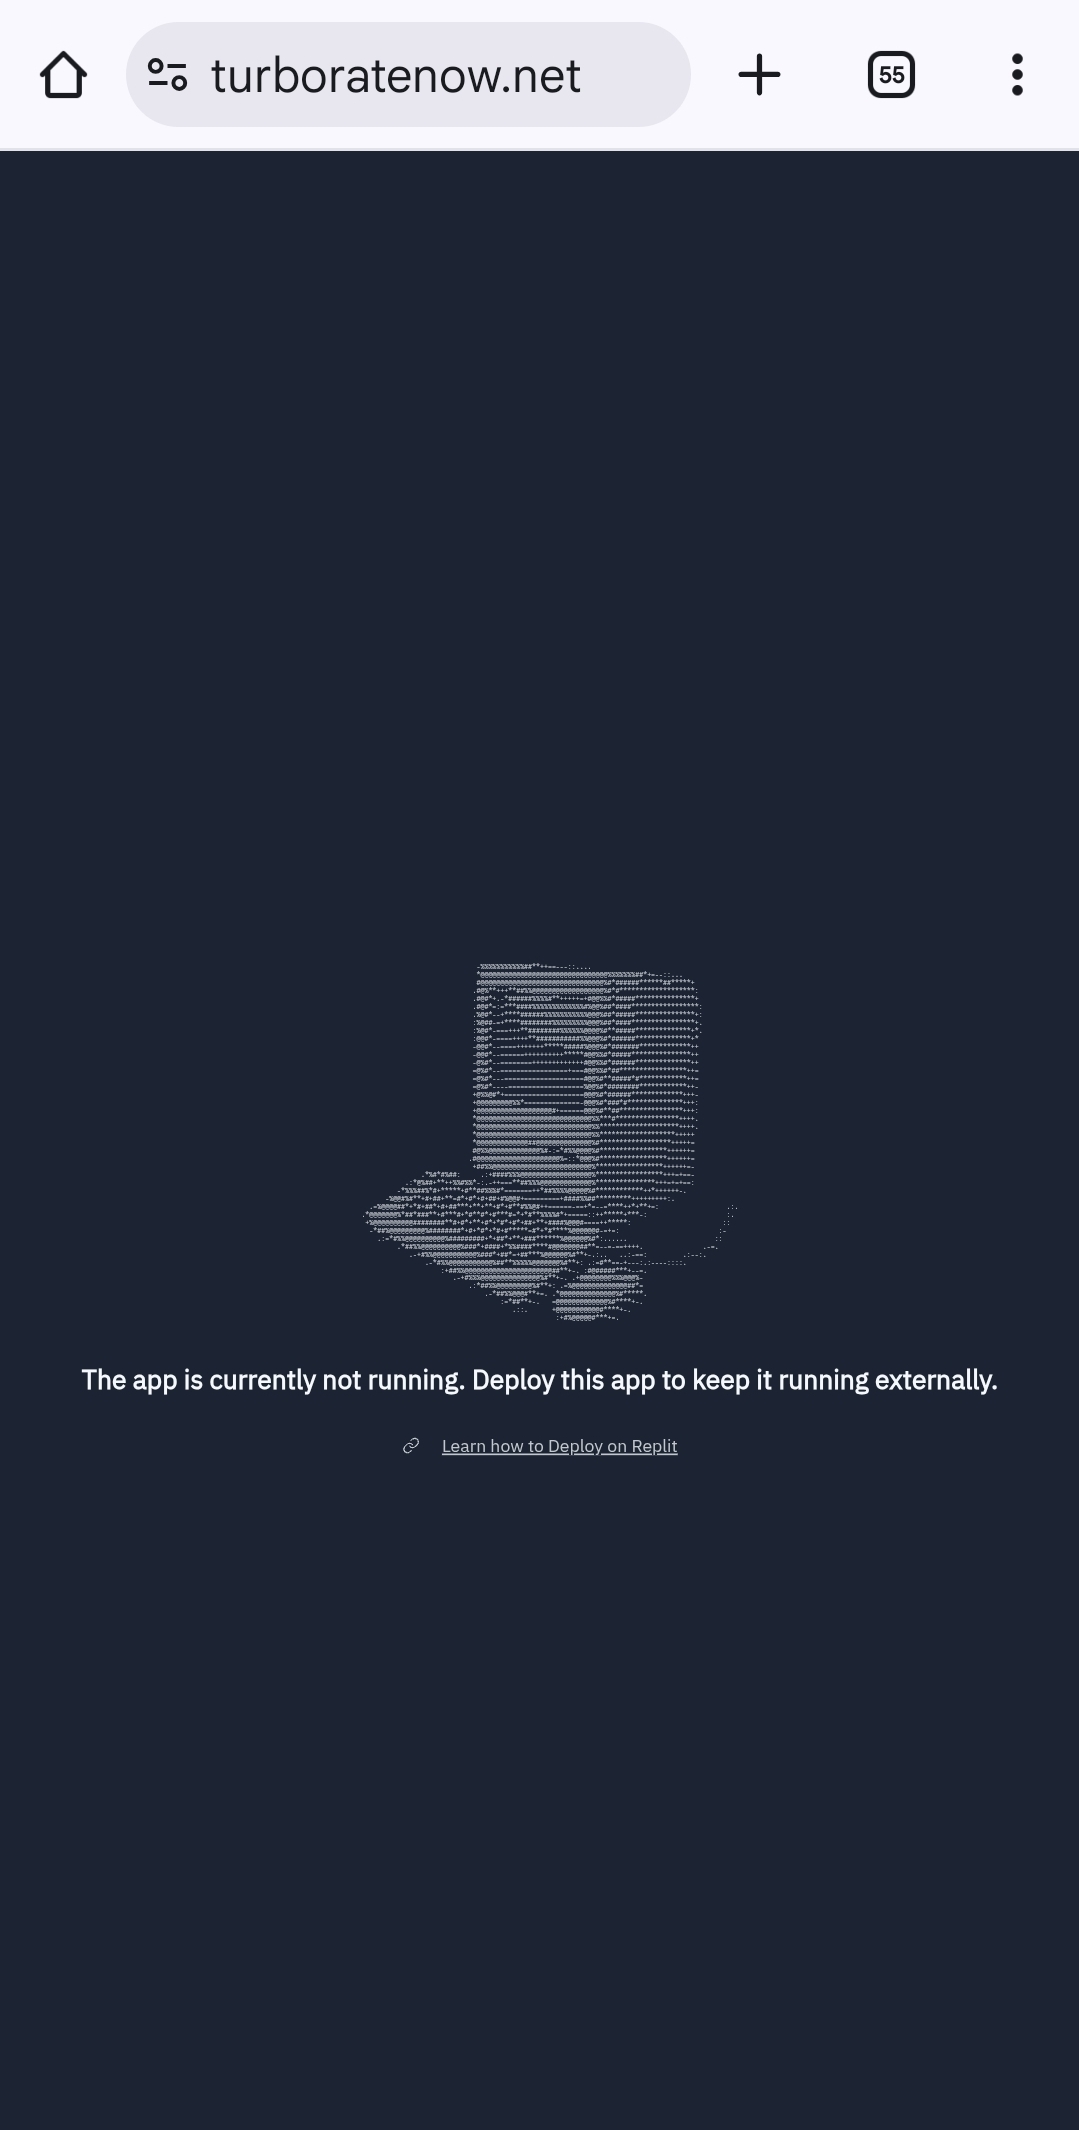 turboratenow.net
55
The app is currently not running. Deploy this app to keep it running externally.
Learn how to Deploy on Replit